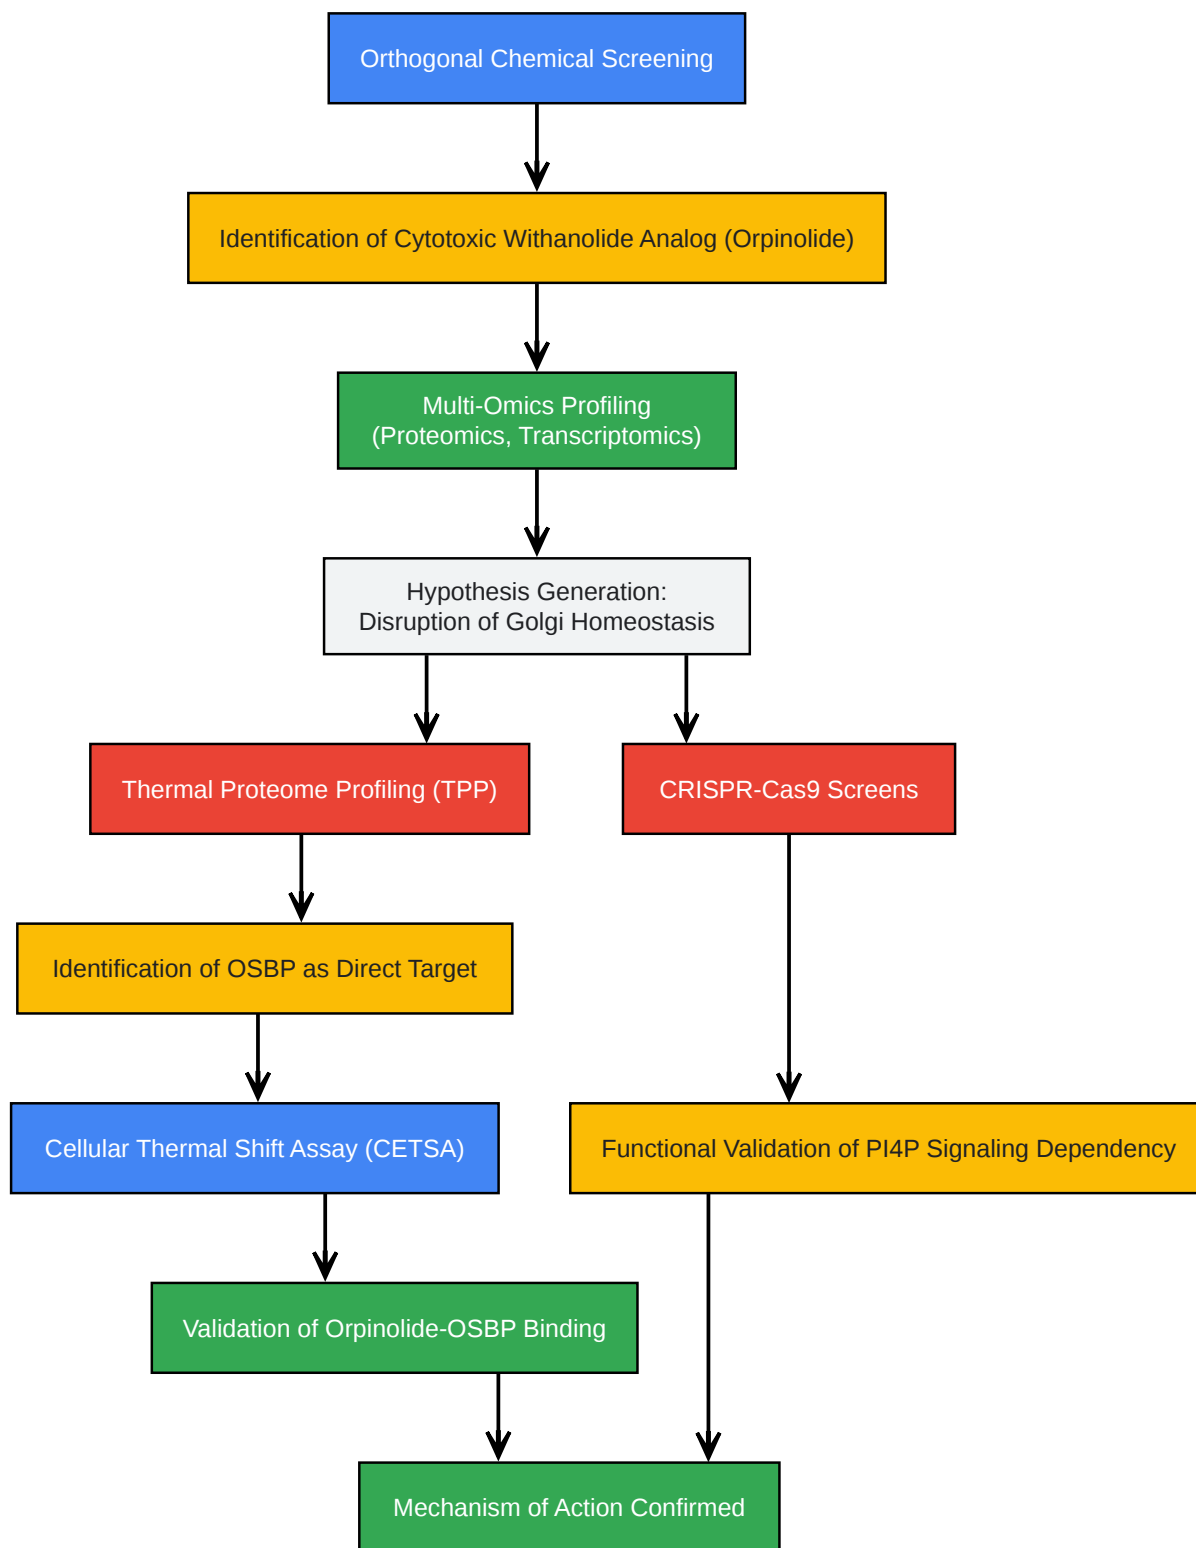 Orthogonal Chemical Screening
Identification of Cytotoxic Withanolide Analog (Orpinolide)
Multi-Omics Profiling
(Proteomics, Transcriptomics)
Hypothesis Generation:
Disruption of Golgi Homeostasis
Thermal Proteome Profiling (TPP)
CRISPR-Cas9 Screens
Identification of OSBP as Direct Target
Cellular Thermal Shift Assay (CETSA)
Functional Validation of PI4P Signaling Dependency
Validation of Orpinolide-OSBP Binding
Mechanism of Action Confirmed